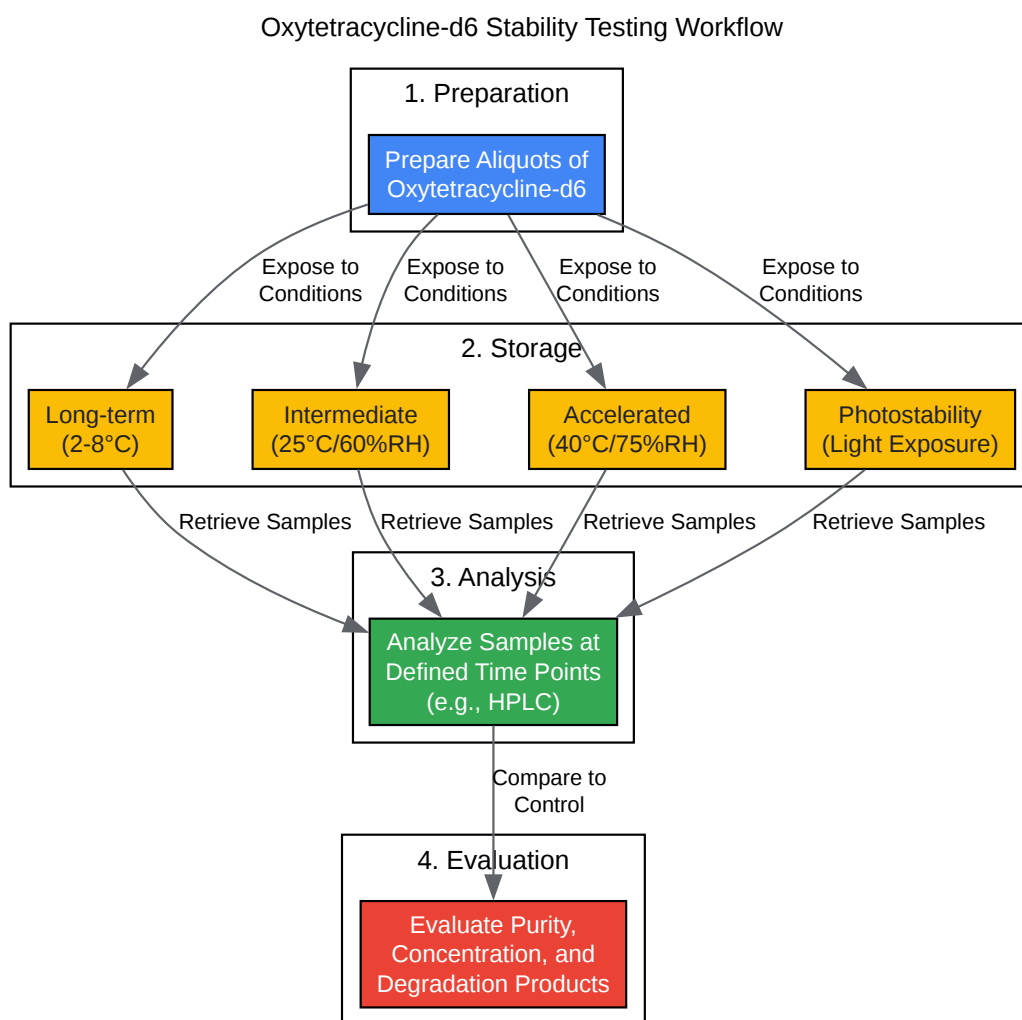 Oxytetracycline-d6 Stability Testing Workflow
1. Preparation
Prepare Aliquots of
Oxytetracycline-d6
Expose to
Conditions
Expose to
Conditions
Expose to
Conditions
Expose to
Conditions
2. Storage
Long-term
(2-8°C)
Intermediate
(25°C/60%RH)
Accelerated
(40°C/75%RH)
Photostability
(Light Exposure)
Retrieve Samples
Retrieve Samples
Retrieve Samples
Retrieve Samples
3. Analysis
Analyze Samples at
Defined Time Points
(e.g., HPLC)
Compare to
Control
4. Evaluation
Evaluate Purity,
Concentration, and
Degradation Products